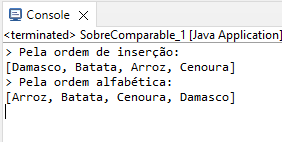 Console
<terminated> SobreComparable_1 [Java Application]
> Pela ordem de inserção:
[Damasco, Batata, Arroz, Cenoura]
> Pela ordem alfabética:
[Arroz, Batata, Cenoura, Damasco]